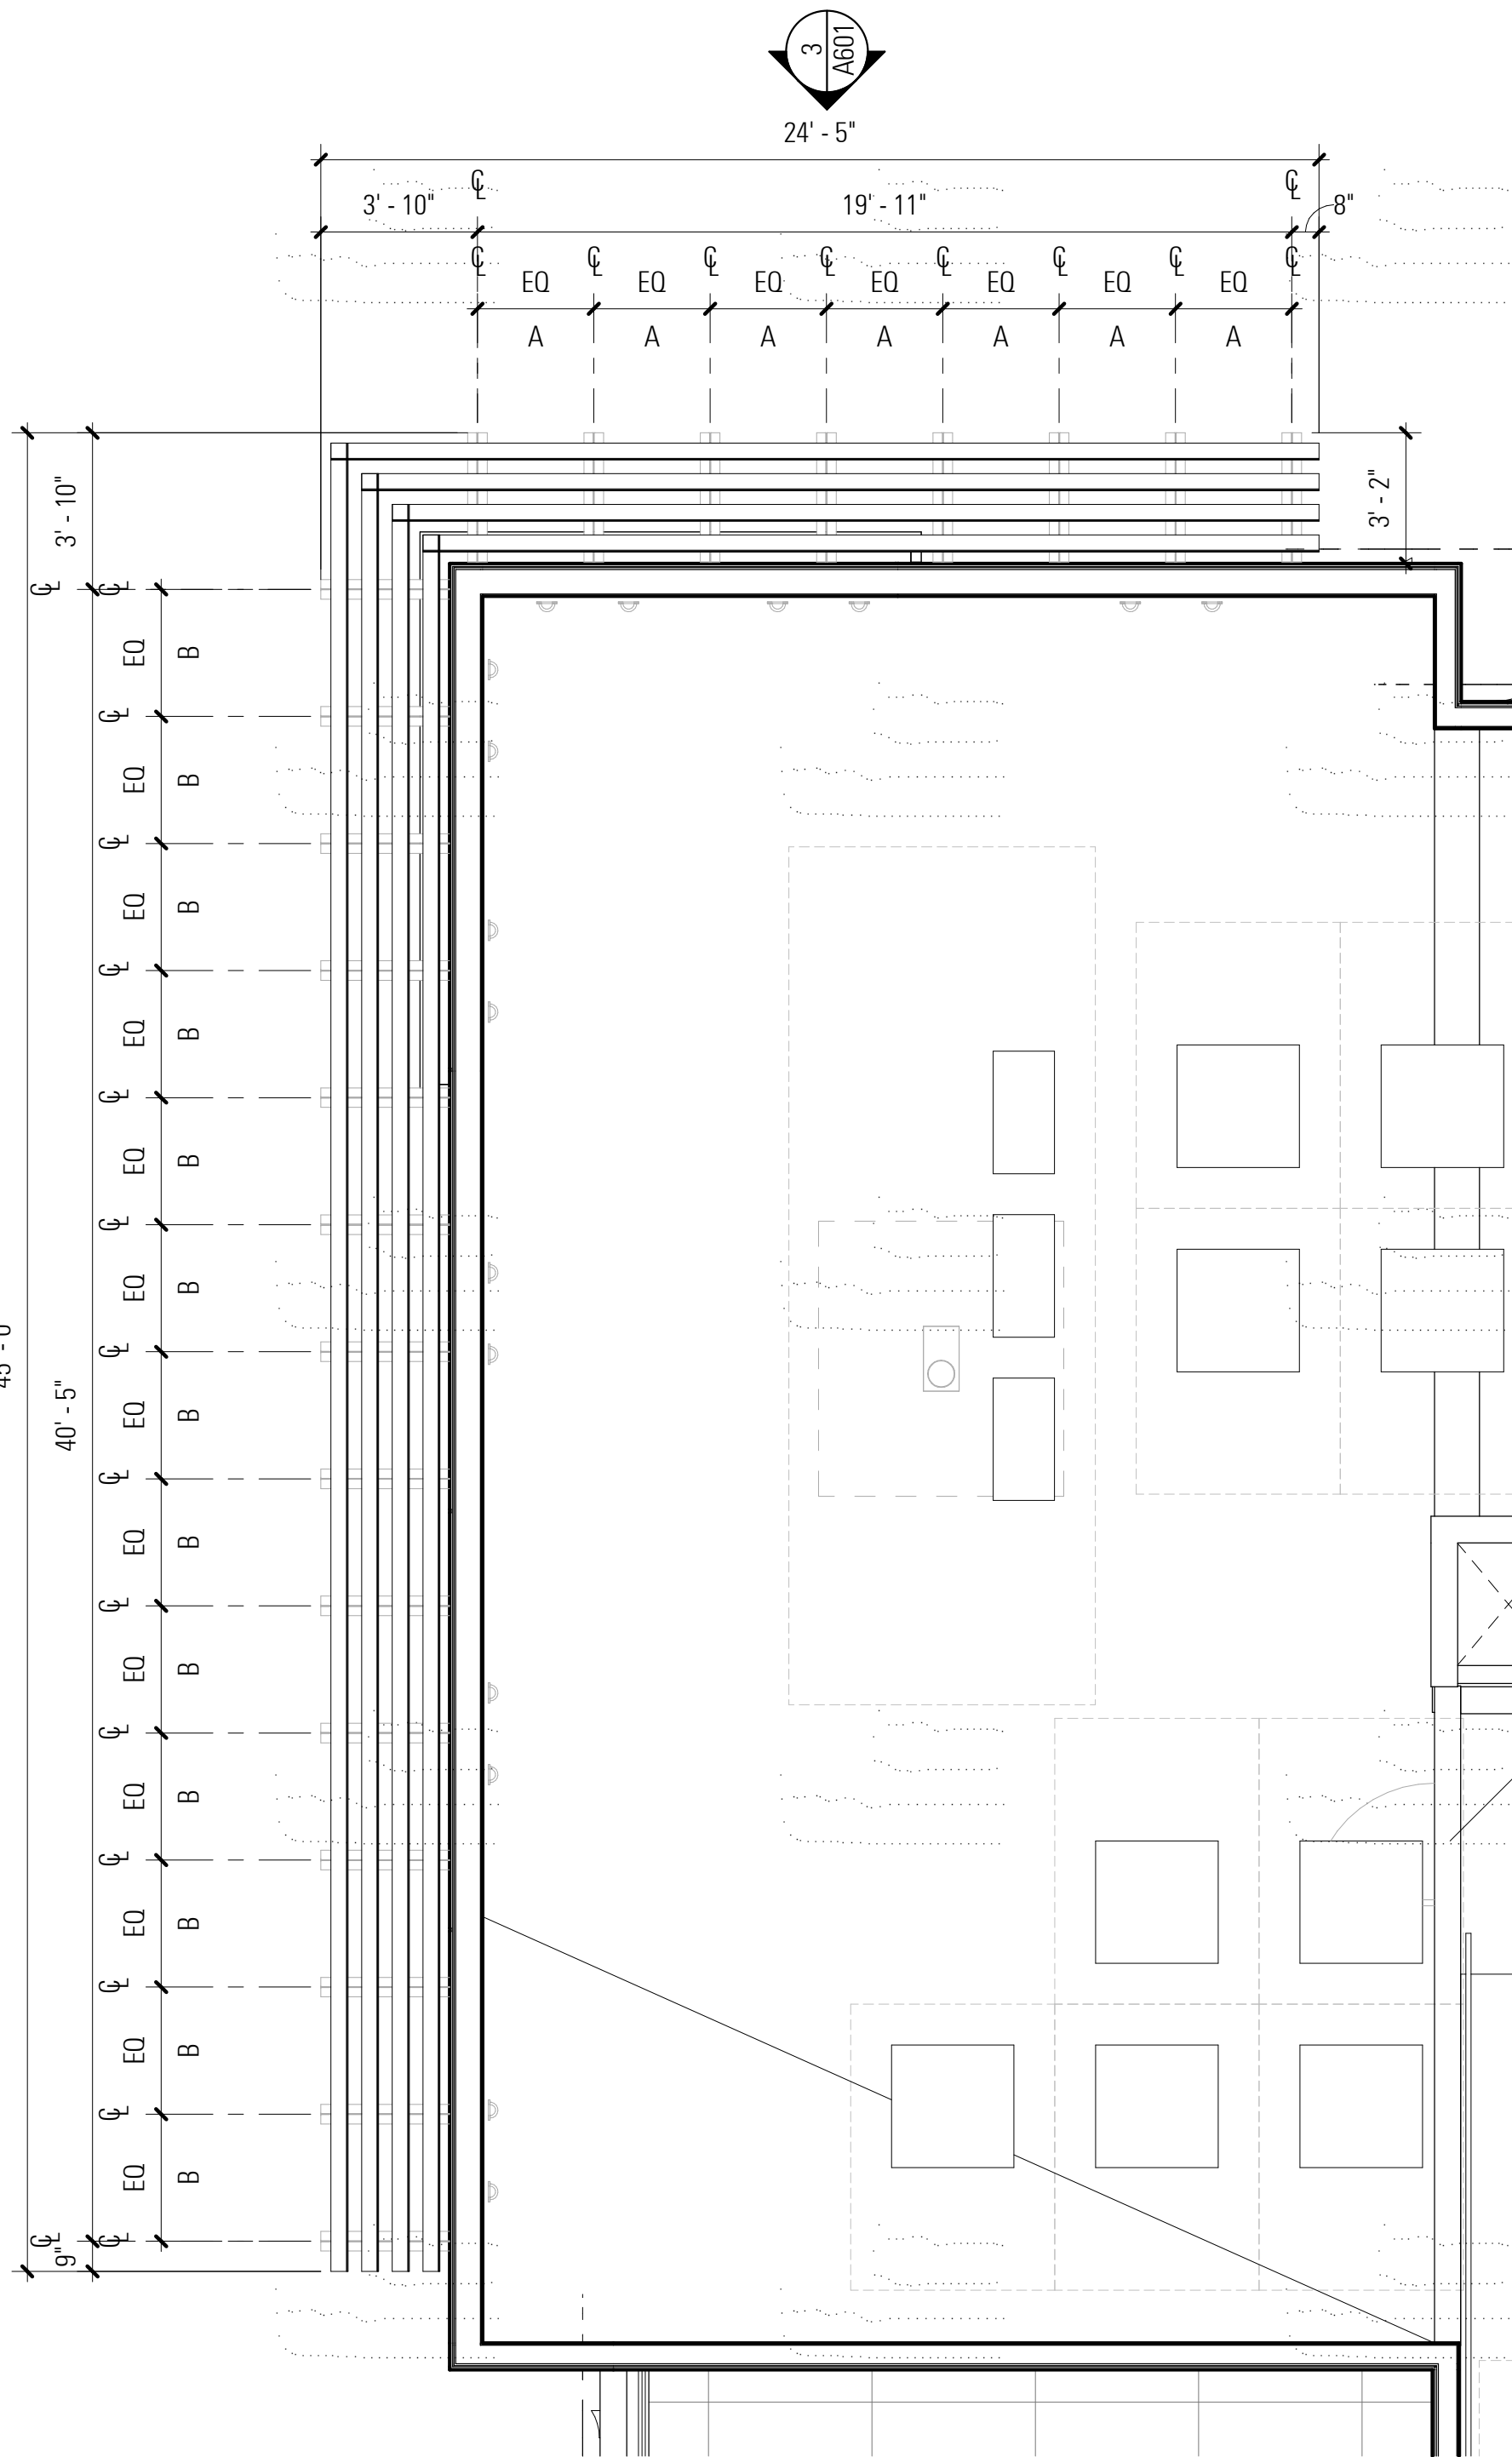 3
A601
24' - 5"
3' - 10"
19' - 11"
8"
EQ EQ EQ EQ EQ EQ EQ
A A A A A A A
3' - 10"
3' - 2"
EQ B
EQ B
EQ B
EQ B
EQ B
EQ B
40' - 5"
EQ B
EQ B
EQ B
EQ B
EQ B
EQ B
EQ B
9"